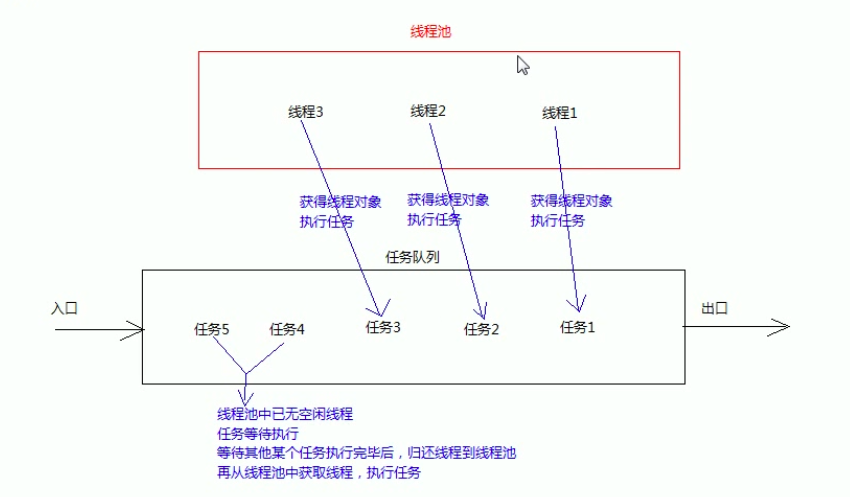 线程池
线程3
线程2
线程1
获得线程对象
执行任务
获得线程对象
执行任务
获得线程对象
执行任务
任务队列
入口
出口
任务5
任务4
任务3
任务2
任务1
线程池中已无空闲线程
任务等待执行
等待其他某个任务执行完毕后，归还线程到线程池
再从线程池中获取线程，执行任务